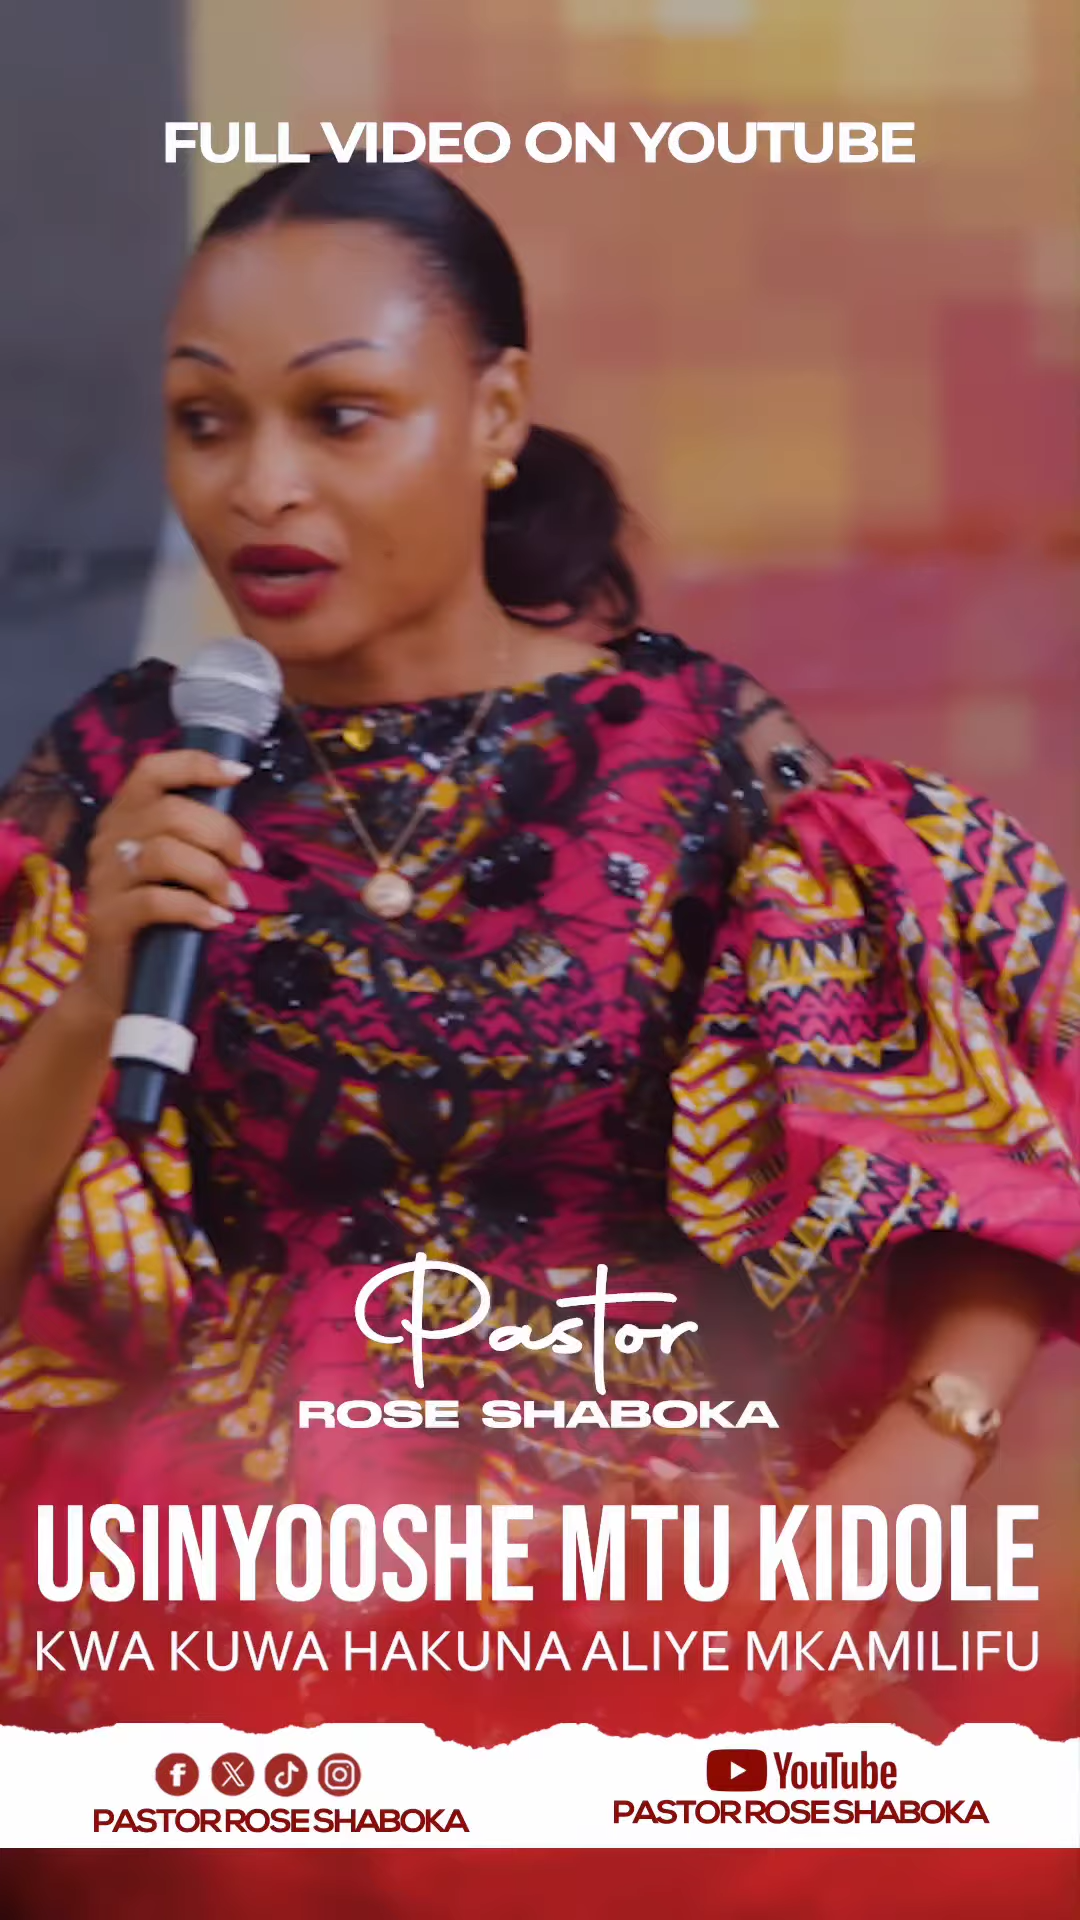 FULL VIDEO ON YOUTUBE
Pastor
ROSE SHABOKA
USINYOOSHE MTU KIDOLE
KWA KUWA HAKUNA ALIYE MKAMILIFU
PASTOR ROSE SHABOKA
YouTube
PASTOR ROSE SHABOKA